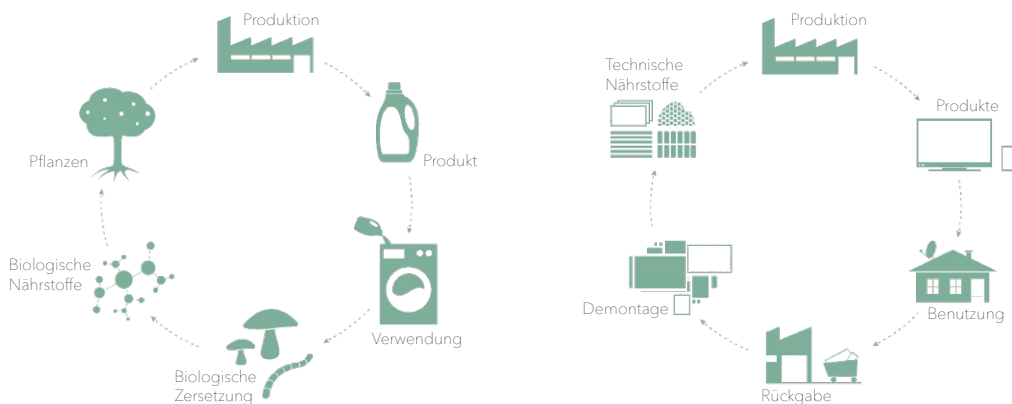 Produktion
Produkt
Verwendung
Biologische
Zersetzung
Biologische
Nährstoffe
Pflanzen
Produktion
Produkte
Benutzung
Rückgabe
Demontage
Technische
Nährstoffe